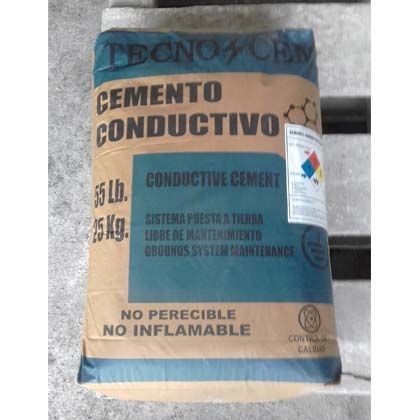 TECNO CEM
CEMENTO
CONDUCTIVO
55 Lb.
25 Kg.
CONDUCTIVE CEMENT
SISTEMA PUESTA A TIERRA
LIBRE DE MANTENIMIENTO
GROUNDS SYSTEM MAINTENANCE
NO PERECIBLE
NO INFLAMABLE
CONTROL DE
CALIDAD